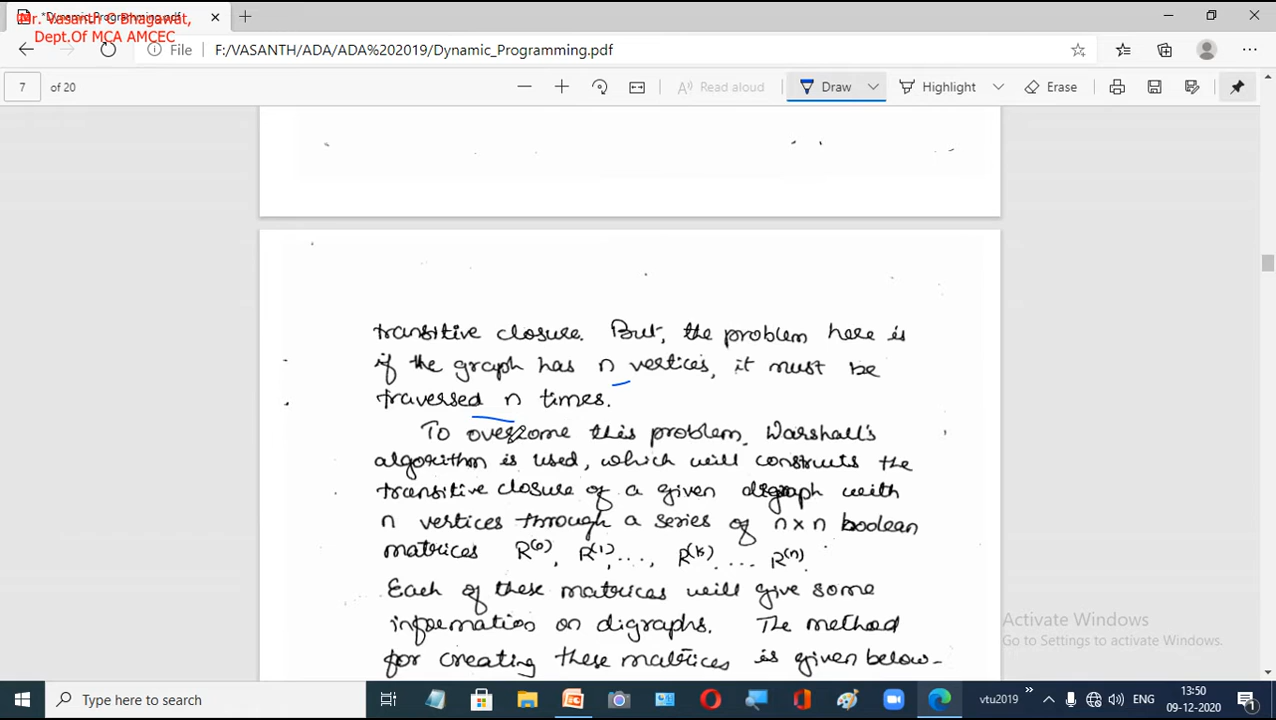 *Dynamic_Programming.pdf
Dr. Vasanth G Bhagawat,
Dept.Of MCA AMCEC
File F:/VASANTH/ADA/ADA%202019/Dynamic_Programming.pdf
7 of 20 Read aloud Draw Highlight Erase
transitive closure. But, the problem here is
if the graph has n vertices, it must be
traversed n times.
To overcome this problem, Warshall's
algorithm is used, which will constructs the
transitive closure of a given digraph with
n vertices through a series of n x n boolean
matrices R(0), R(1), ..., R(k), ... R(n).
Each of these matrices will give some
information on digraphs. The method
for creating these matrices is given below-
Activate Windows
Go to Settings to activate Windows.
Type here to search
vtu2019 » ENG 13:50
09-12-2020
1